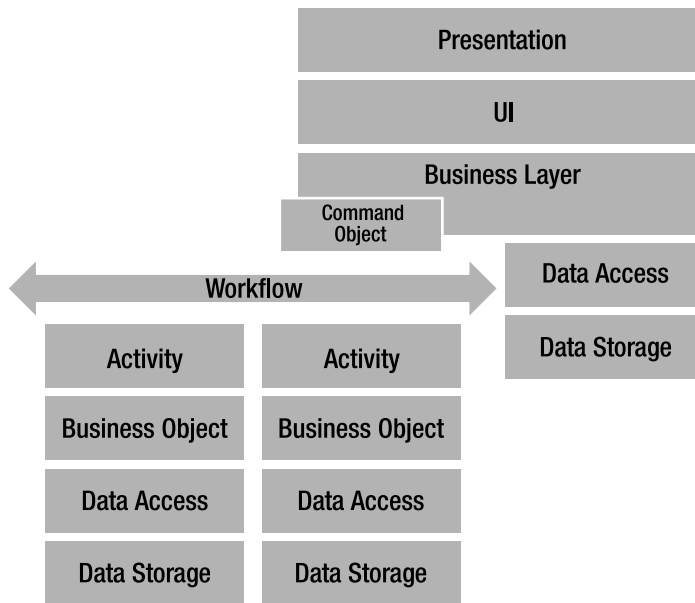 Presentation
UI
Business Layer
Command
Object
Workflow
Data Access
Data Storage
Activity
Activity
Business Object
Business Object
Data Access
Data Access
Data Storage
Data Storage